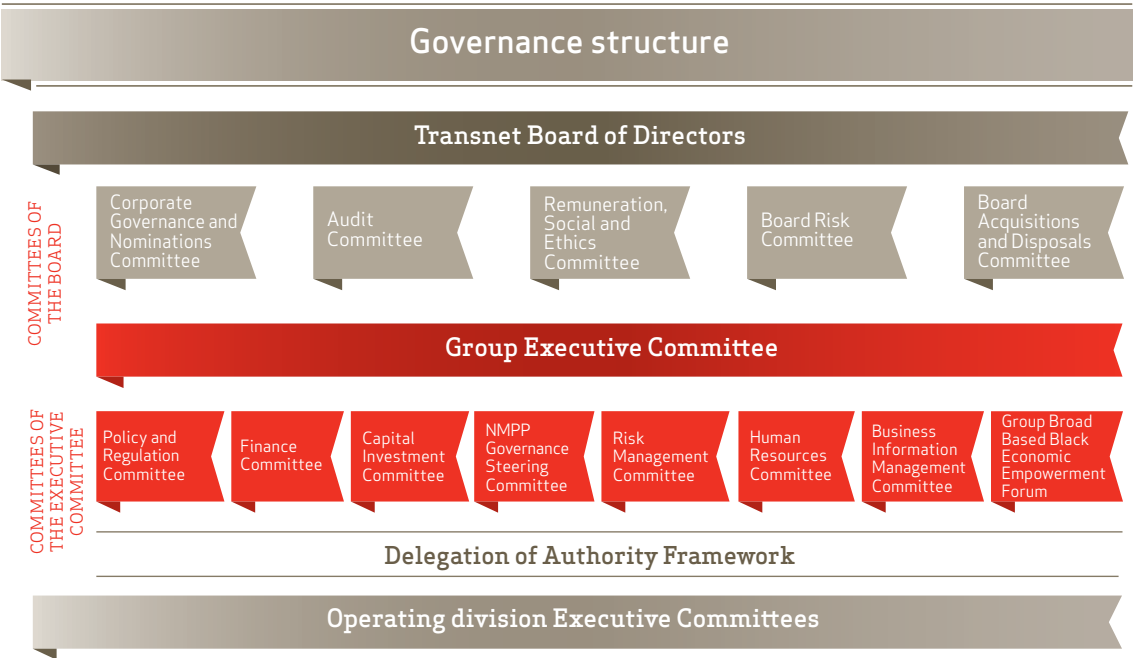 Governance structure
Transnet Board of Directors
COMMITTEES OF
THE BOARD
Corporate
Governance and
Nominations
Committee
Audit
Committee
Remuneration,
Social and
Ethics
Committee
Board Risk
Committee
Board
Acquisitions
and Disposals
Committee
Group Executive Committee
COMMITTEES OF
THE EXECUTIVE
COMMITTEE
Policy and
Regulation
Committee
Finance
Committee
Capital
Investment
Committee
NMPP
Governance
Steering
Committee
Risk
Management
Committee
Human
Resources
Committee
Business
Information
Management
Committee
Group Broad
Based Black
Economic
Empowerment
Forum
Delegation of Authority Framework
Operating division Executive Committees